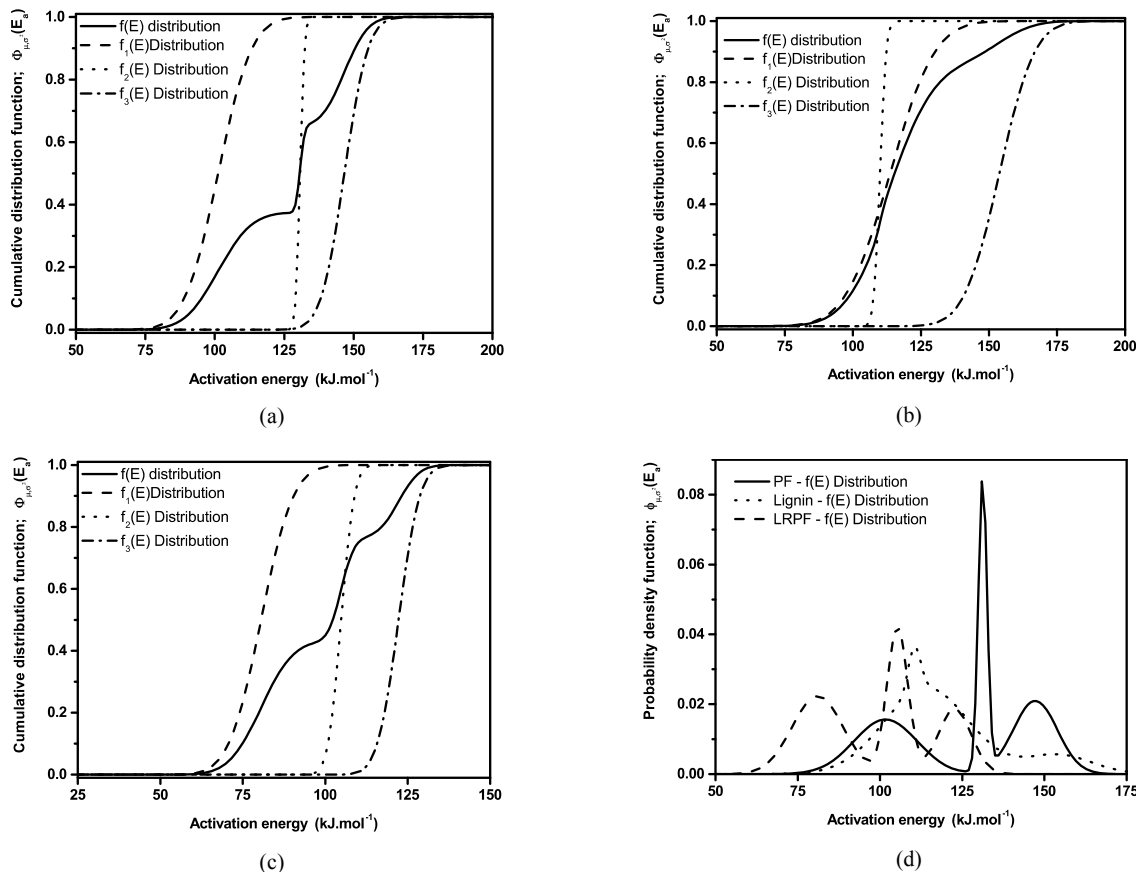 Cumulative distribution function; Φμ,σ²(Ea)
1.0
0.8
0.6
0.4
0.2
0.0
f(E) distribution
f1(E)Distribution
f2(E) Distribution
f3(E) Distribution
50 75 100 125 150 175 200
Activation energy (kJ.mol-1)
(a)
Cumulative distribution function; Φμ,σ²(Ea)
1.0
0.8
0.6
0.4
0.2
0.0
f(E) distribution
f1(E)Distribution
f2(E) Distribution
f3(E) Distribution
50 75 100 125 150 175 200
Activation energy (kJ.mol-1)
(b)
Cumulative distribution function; Φμ,σ²(Ea)
1.0
0.8
0.6
0.4
0.2
0.0
f(E) distribution
f1(E)Distribution
f2(E) Distribution
f3(E) Distribution
25 50 75 100 125 150
Activation energy (kJ.mol-1)
(c)
Probability density function; ϕμ,σ²(Ea)
0.08
0.06
0.04
0.02
0.00
PF - f(E) Distribution
Lignin - f(E) Distribution
LRPF - f(E) Distribution
50 75 100 125 150 175
Activation energy (kJ.mol-1)
(d)